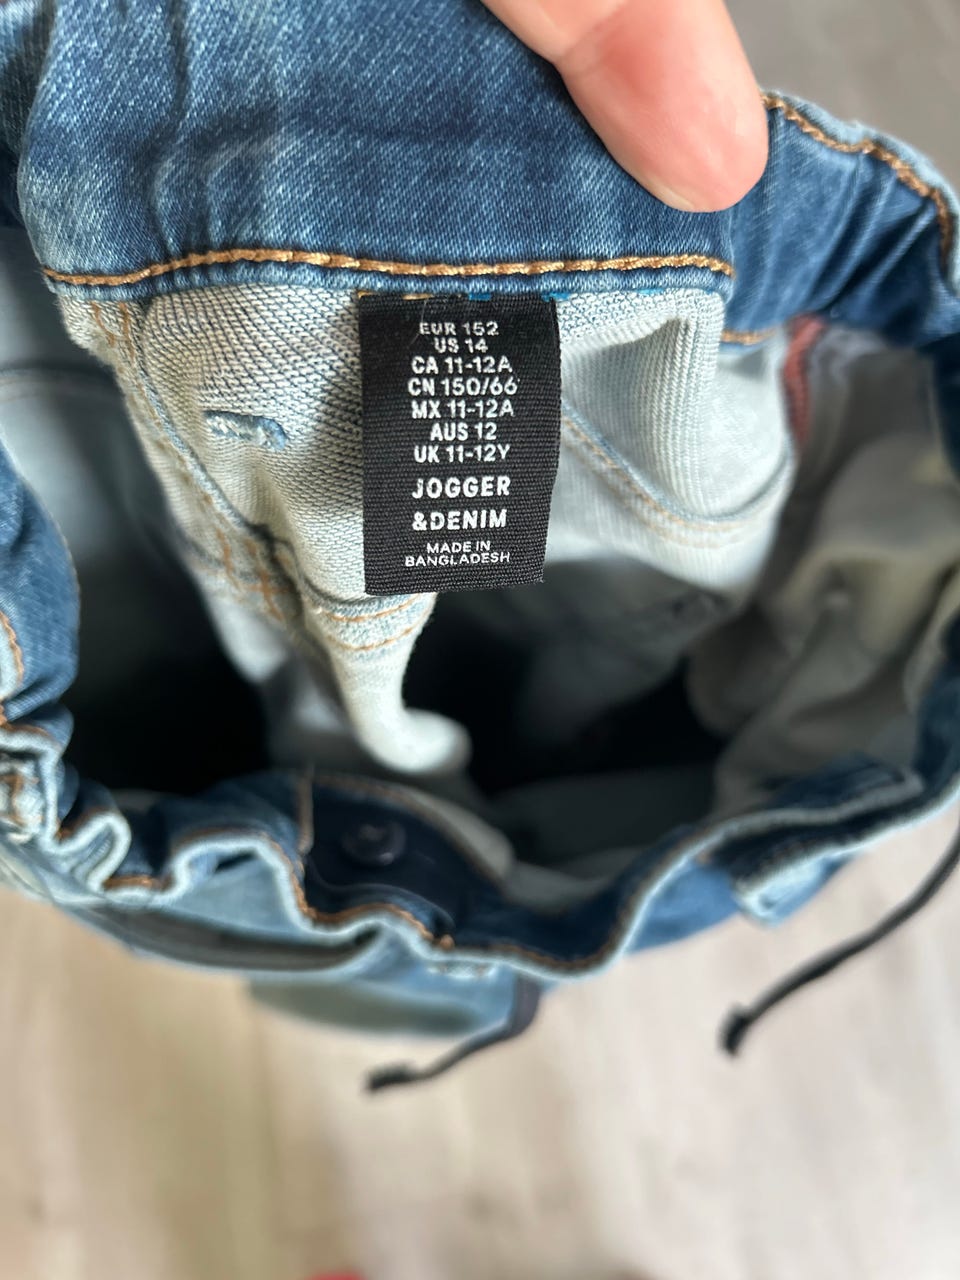 EUR 152
US 14
CA 11-12A
CN 150/66
MX 11-12A
AUS 12
UK 11-12Y
JOGGER
&DENIM
MADE IN
BANGLADESH